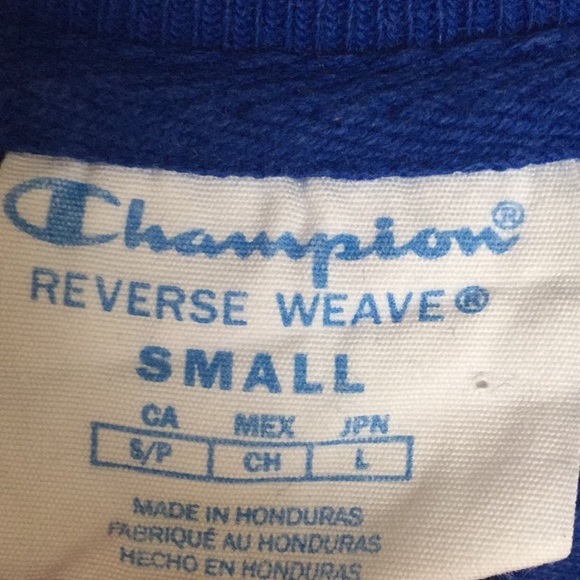 Champion®
REVERSE WEAVE®
SMALL
CA MEX JPN
S/P CH L
MADE IN HONDURAS
FABRIQUÉ AU HONDURAS
HECHO EN HONDURAS